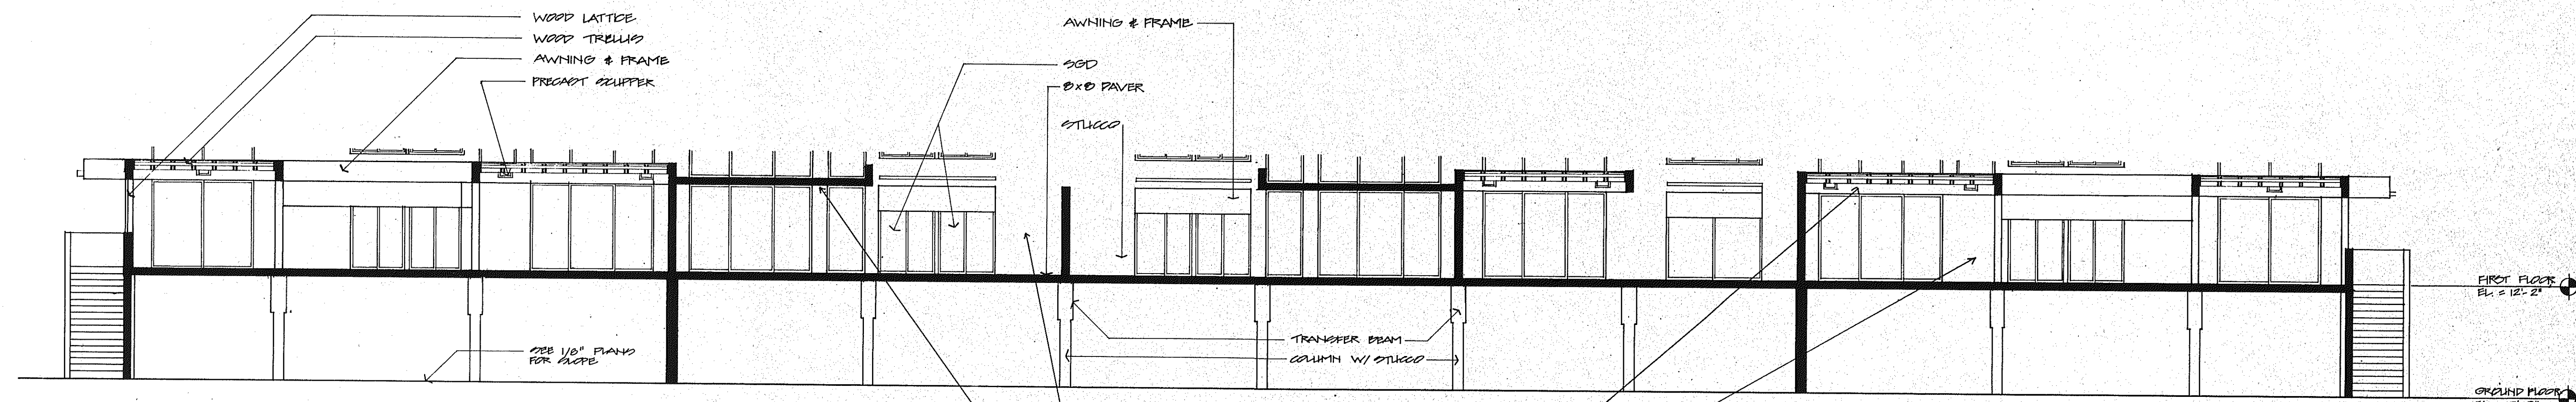 WOOD LATTICE
WOOD TRELLIS
AWNING & FRAME
PRECAST SCUPPER
AWNING & FRAME
SGD
8x8 PAVER
STUCCO
SEE 1/8" PLANS
FOR SLOPE
TRANSFER BEAM
COLUMN W/ STUCCO
FIRST FLOOR
EL. = 12'-2"
GROUND FLOOR